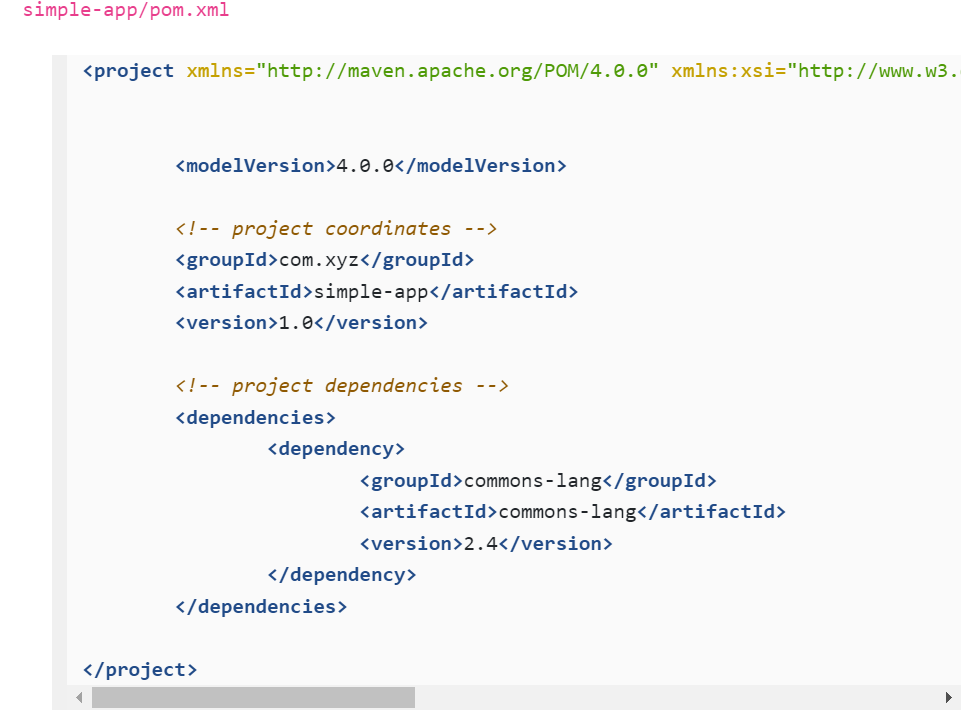 simple-app/pom.xml
<project xmlns="http://maven.apache.org/POM/4.0.0" xmlns:xsi="http://www.w3.
<modelVersion>4.0.0</modelVersion>
<!-- project coordinates -->
<groupId>com.xyz</groupId>
<artifactId>simple-app</artifactId>
<version>1.0</version>
<!-- project dependencies -->
<dependencies>
<dependency>
<groupId>commons-lang</groupId>
<artifactId>commons-lang</artifactId>
<version>2.4</version>
</dependency>
</dependencies>
</project>